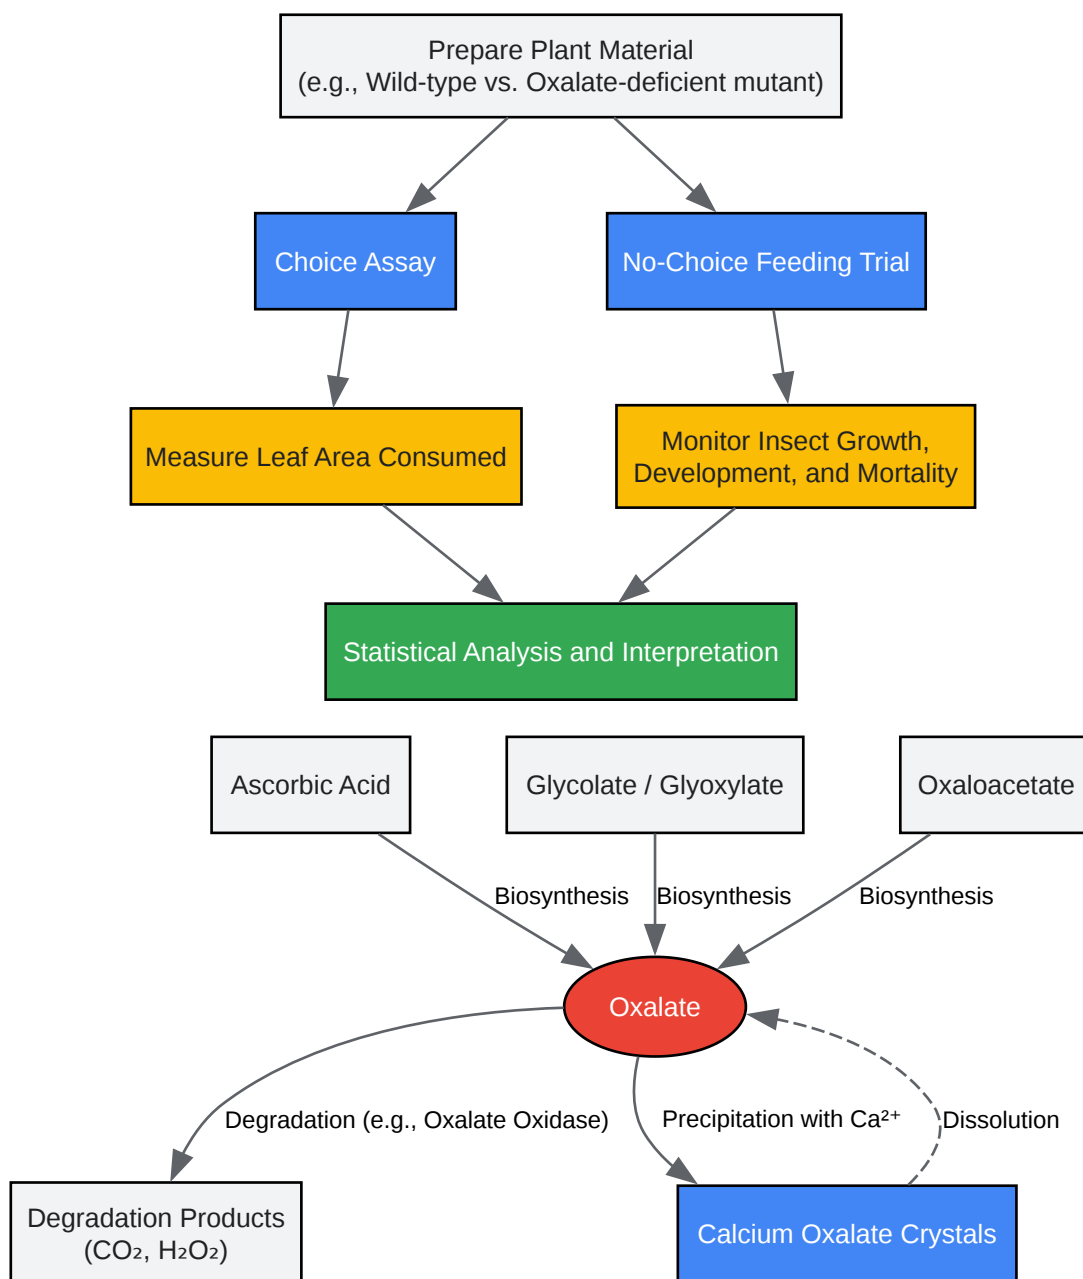 Prepare Plant Material
(e.g., Wild-type vs. Oxalate-deficient mutant)
Choice Assay
No-Choice Feeding Trial
Measure Leaf Area Consumed
Monitor Insect Growth,
Development, and Mortality
Statistical Analysis and Interpretation
Ascorbic Acid
Glycolate / Glyoxylate
Oxaloacetate
Biosynthesis
Biosynthesis
Biosynthesis
Oxalate
Degradation (e.g., Oxalate Oxidase)
Precipitation with Ca²⁺
Dissolution
Degradation Products
(CO₂, H₂O₂)
Calcium Oxalate Crystals